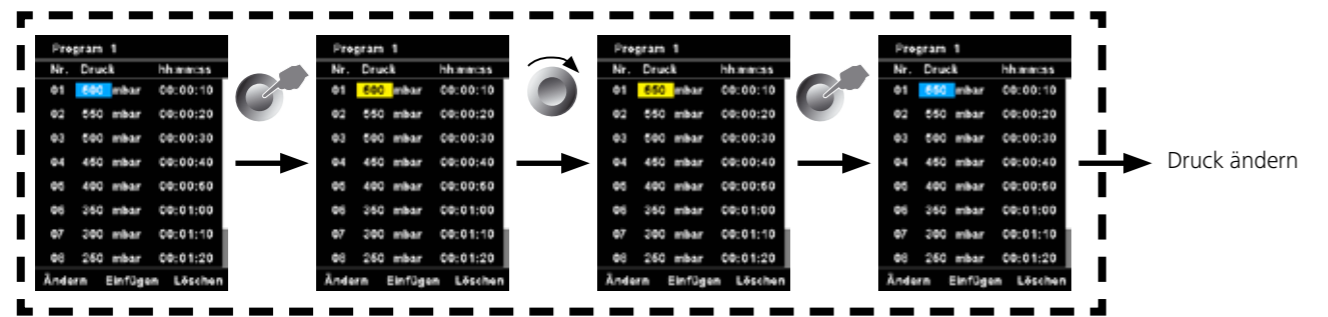 Program 1
Nr. Druck hh:mm:ss
01 600 mbar 00:00:10
02 550 mbar 00:00:20
03 500 mbar 00:00:30
04 450 mbar 00:00:40
05 400 mbar 00:00:50
06 350 mbar 00:01:00
07 300 mbar 00:01:10
08 250 mbar 00:01:20
Ändern Einfügen Löschen
Program 1
Nr. Druck hh:mm:ss
01 600 mbar 00:00:10
02 550 mbar 00:00:20
03 500 mbar 00:00:30
04 450 mbar 00:00:40
05 400 mbar 00:00:50
06 350 mbar 00:01:00
07 300 mbar 00:01:10
08 250 mbar 00:01:20
Ändern Einfügen Löschen
Program 1
Nr. Druck hh:mm:ss
01 650 mbar 00:00:10
02 550 mbar 00:00:20
03 500 mbar 00:00:30
04 450 mbar 00:00:40
05 400 mbar 00:00:50
06 350 mbar 00:01:00
07 300 mbar 00:01:10
08 250 mbar 00:01:20
Ändern Einfügen Löschen
Program 1
Nr. Druck hh:mm:ss
01 650 mbar 00:00:10
02 550 mbar 00:00:20
03 500 mbar 00:00:30
04 450 mbar 00:00:40
05 400 mbar 00:00:50
06 350 mbar 00:01:00
07 300 mbar 00:01:10
08 250 mbar 00:01:20
Ändern Einfügen Löschen
Druck ändern